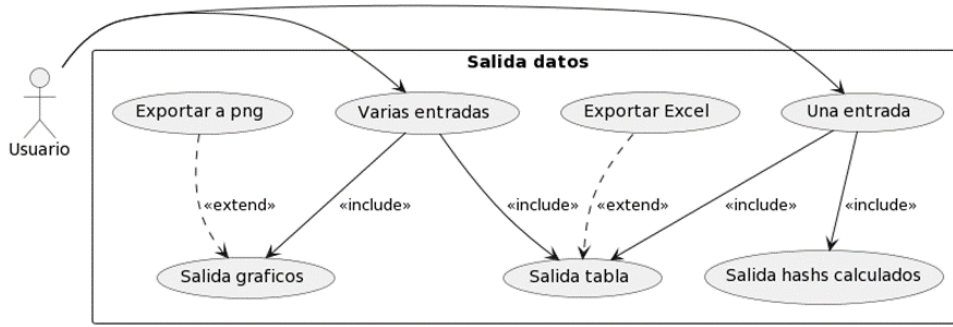 Salida datos
Exportar a png
Varias entradas
Exportar Excel
Una entrada
Usuario
«extend»
«include»
«include»
«extend»
«include»
«include»
Salida graficos
Salida tabla
Salida hashs calculados